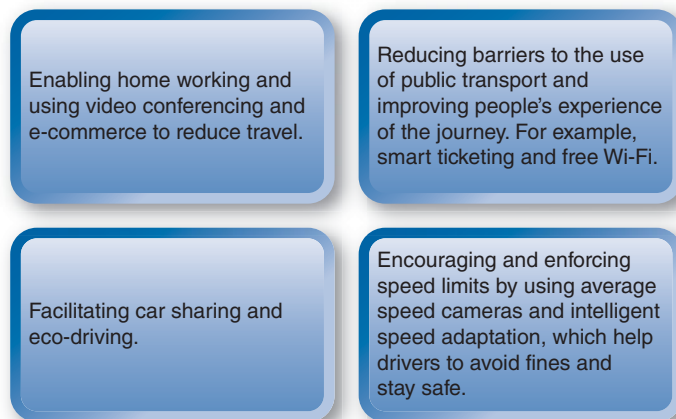 Enabling home working and
using video conferencing and
e-commerce to reduce travel.
Reducing barriers to the use
of public transport and
improving people's experience
of the journey. For example,
smart ticketing and free Wi-Fi.
Facilitating car sharing and
eco-driving.
Encouraging and enforcing
speed limits by using average
speed cameras and intelligent
speed adaptation, which help
drivers to avoid fines and
stay safe.